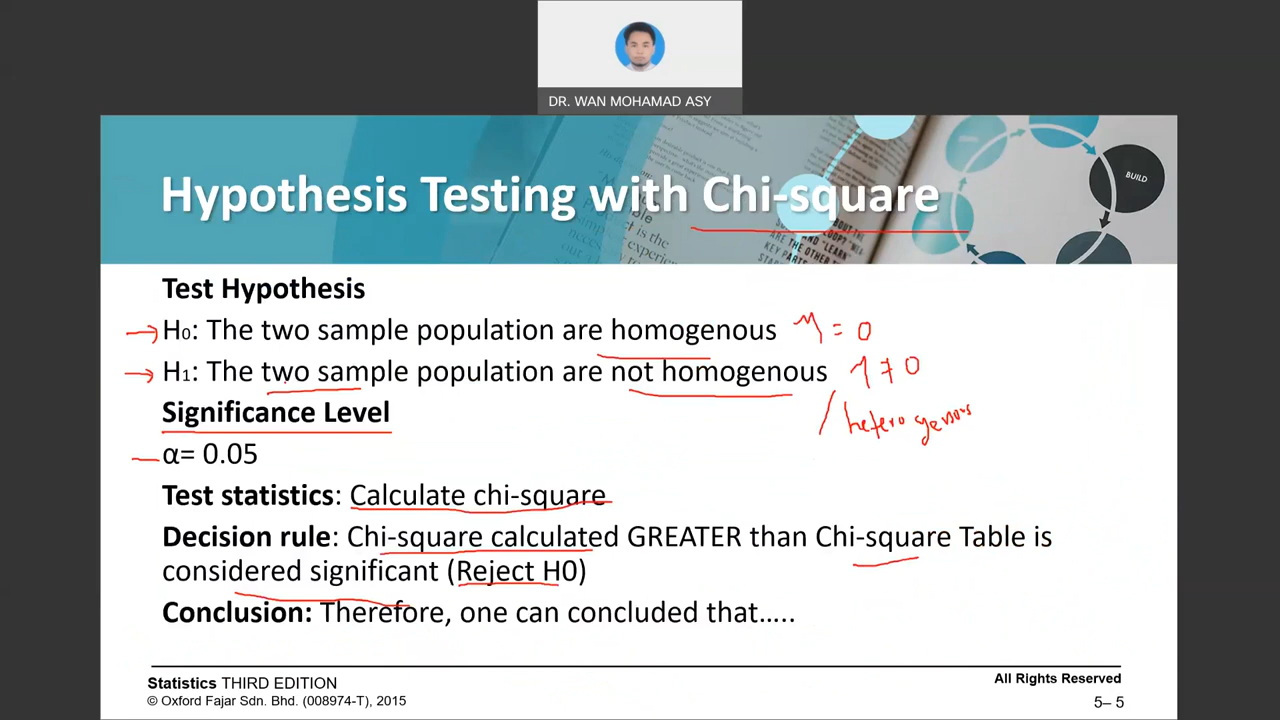 DR. WAN MOHAMAD ASY
Hypothesis Testing with Chi-square
BUILD
Test Hypothesis
H0: The two sample population are homogenous = 0
H1: The two sample population are not homogenous ≠ 0
/ heterogenous
Significance Level
α= 0.05
Test statistics: Calculate chi-square
Decision rule: Chi-square calculated GREATER than Chi-square Table is
considered significant (Reject H0)
Conclusion: Therefore, one can concluded that…..
Statistics THIRD EDITION
© Oxford Fajar Sdn. Bhd. (008974-T), 2015
All Rights Reserved
5– 5